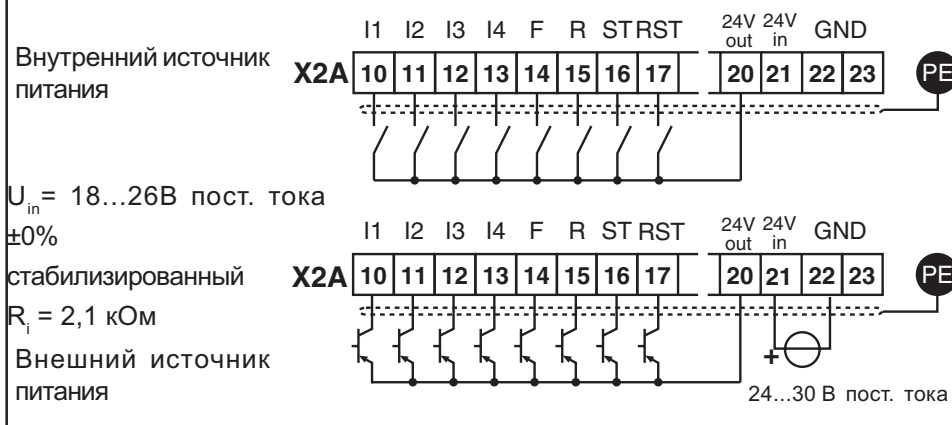 I1 I2 I3 I4 F R ST RST 24V out 24V in GND
Внутренний источник
питания
X2A 10 11 12 13 14 15 16 17 20 21 22 23 PE
U_in= 18...26В пост. тока
±0%
стабилизированный
R_i = 2,1 кОм
Внешний источник
питания
I1 I2 I3 I4 F R ST RST 24V out 24V in GND
X2A 10 11 12 13 14 15 16 17 20 21 22 23 PE
+
24...30 В пост. тока